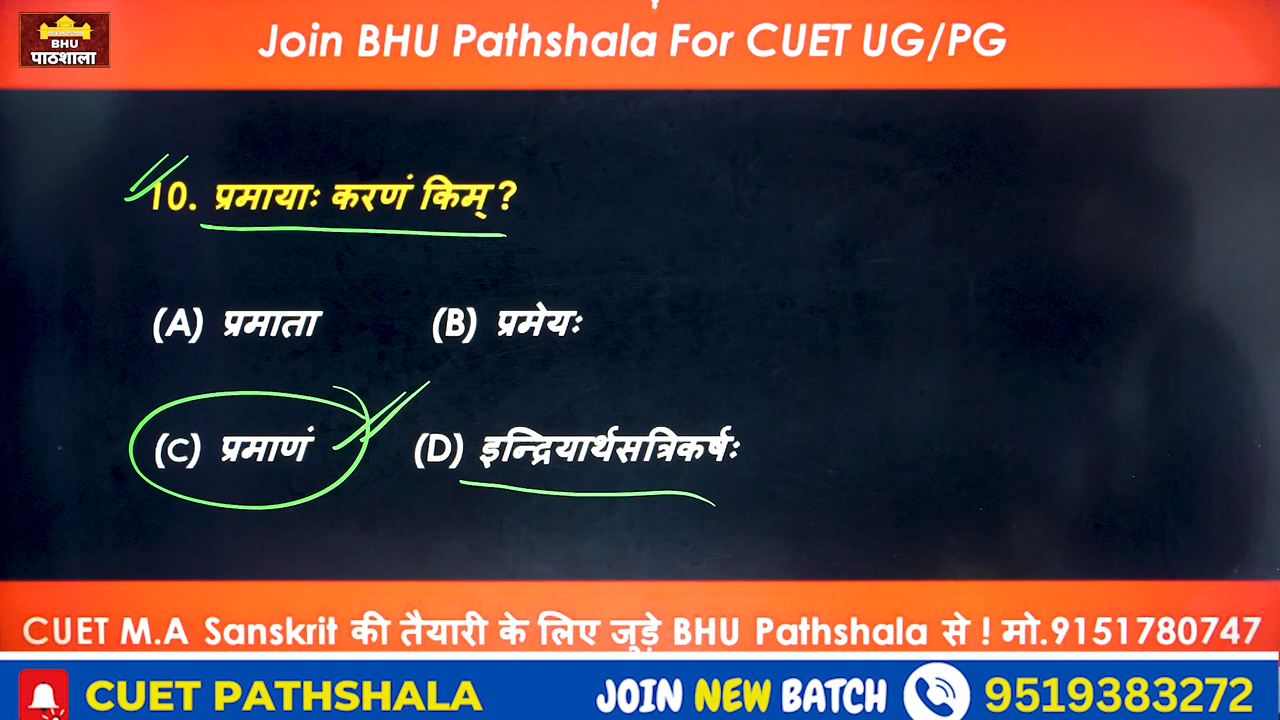 Join BHU Pathshala For CUET UG/PG
BHU
पाठशाला
10. प्रमायाः करणं किम् ?
(A) प्रमाता (B) प्रमेयः
(C) प्रमाणं (D) इन्द्रियार्थसत्रिकर्षः
CUET M.A Sanskrit की तैयारी के लिए जुड़े BHU Pathshala से ! मो.9151780747
CUET PATHSHALA JOIN NEW BATCH 9519383272